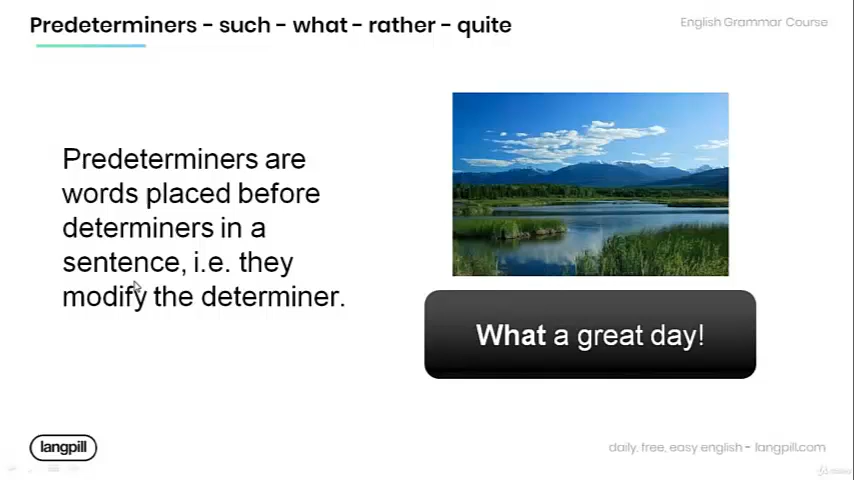 Predeterminers - such - what - rather - quite
English Grammar Course
Predeterminers are
words placed before
determiners in a
sentence, i.e. they
modify the determiner.
What a great day!
langpill
daily, free, easy english - langpill.com